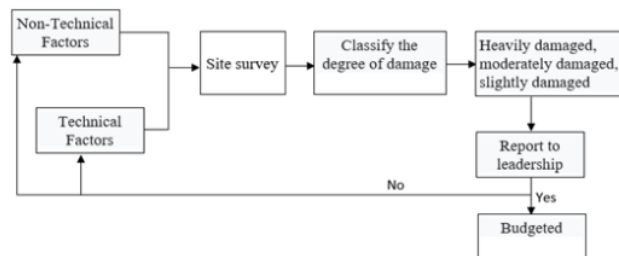 Non-Technical
Factors
Site survey
Classify the
degree of damage
Heavily damaged,
moderately damaged,
slightly damaged
Technical
Factors
Report to
leadership
No
Yes
Budgeted